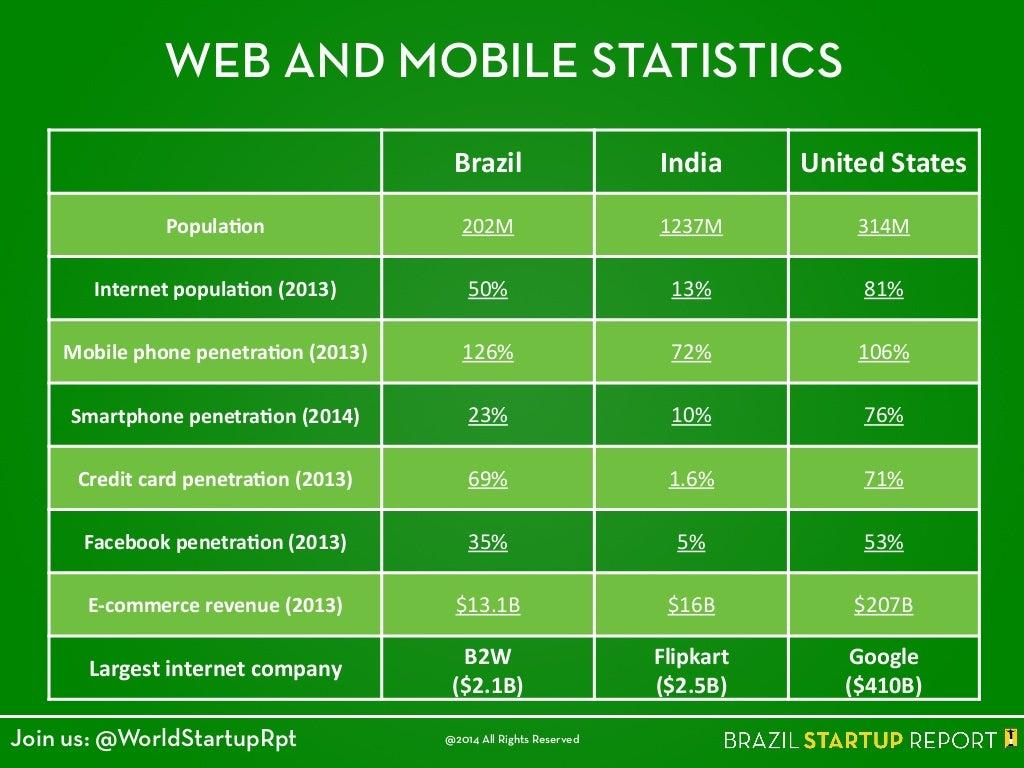 WEB AND MOBILE STATISTICS
Brazil India United States
Population 202M 1237M 314M
Internet population (2013) 50% 13% 81%
Mobile phone penetration (2013) 126% 72% 106%
Smartphone penetration (2014) 23% 10% 76%
Credit card penetration (2013) 69% 1.6% 71%
Facebook penetration (2013) 35% 5% 53%
E-commerce revenue (2013) $13.1B $16B $207B
Largest internet company B2W Flipkart Google
($2.1B) ($2.5B) ($410B)
Join us: @WorldStartupRpt @2014 All Rights Reserved BRAZIL STARTUP REPORT